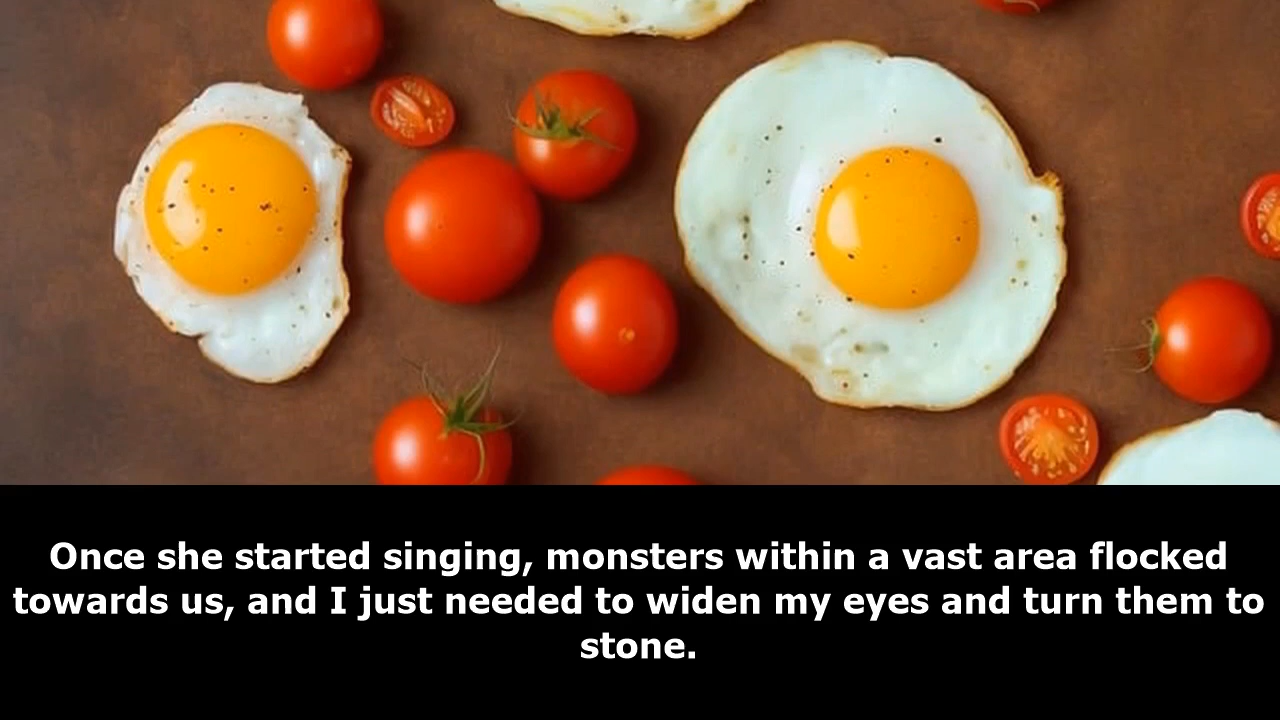 Once she started singing, monsters within a vast area flocked
towards us, and I just needed to widen my eyes and turn them to
stone.